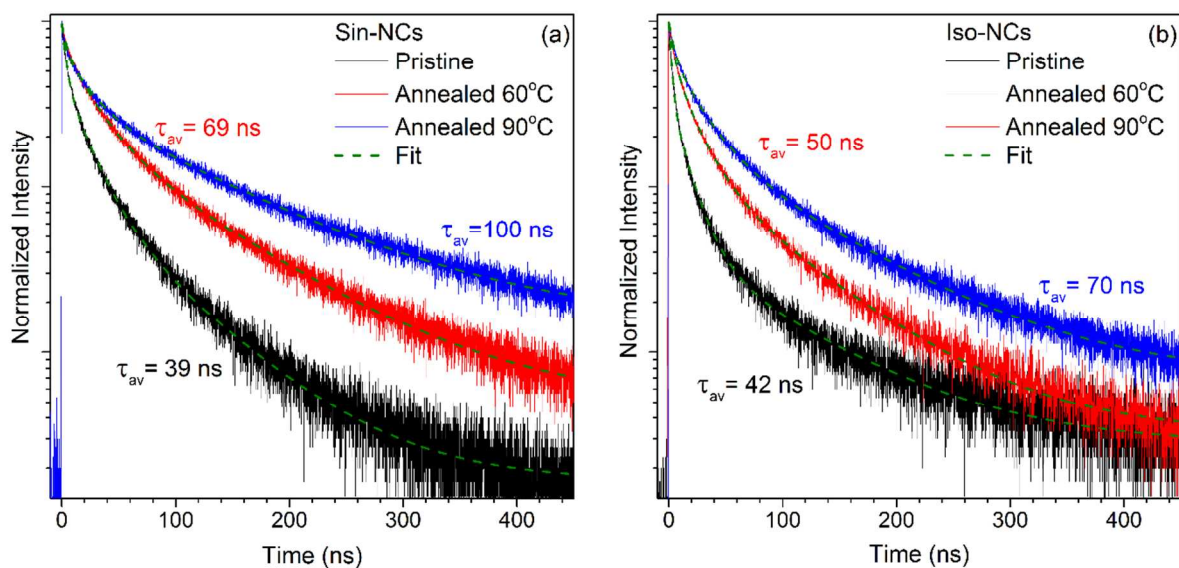 Sin-NCs
(a)
Pristine
Annealed 60°C
Annealed 90°C
Fit
τav= 69 ns
τav=100 ns
τav= 39 ns
Normalized Intensity
0 100 200 300 400
Time (ns)
Iso-NCs
(b)
Pristine
Annealed 60°C
Annealed 90°C
Fit
τav= 50 ns
τav= 70 ns
τav= 42 ns
Normalized Intensity
0 100 200 300 400
Time (ns)